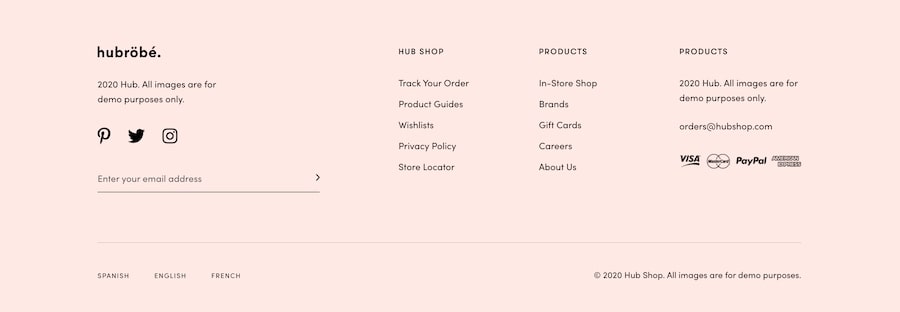 hubröbé.
2020 Hub. All images are for
demo purposes only.
Enter your email address
HUB SHOP
Track Your Order
Product Guides
Wishlists
Privacy Policy
Store Locator
PRODUCTS
In-Store Shop
Brands
Gift Cards
Careers
About Us
PRODUCTS
2020 Hub. All images are for
demo purposes only.
orders@hubshop.com
VISA MasterCard PayPal AMERICAN
EXPRESS
SPANISH ENGLISH FRENCH
© 2020 Hub Shop. All images are for demo purposes.